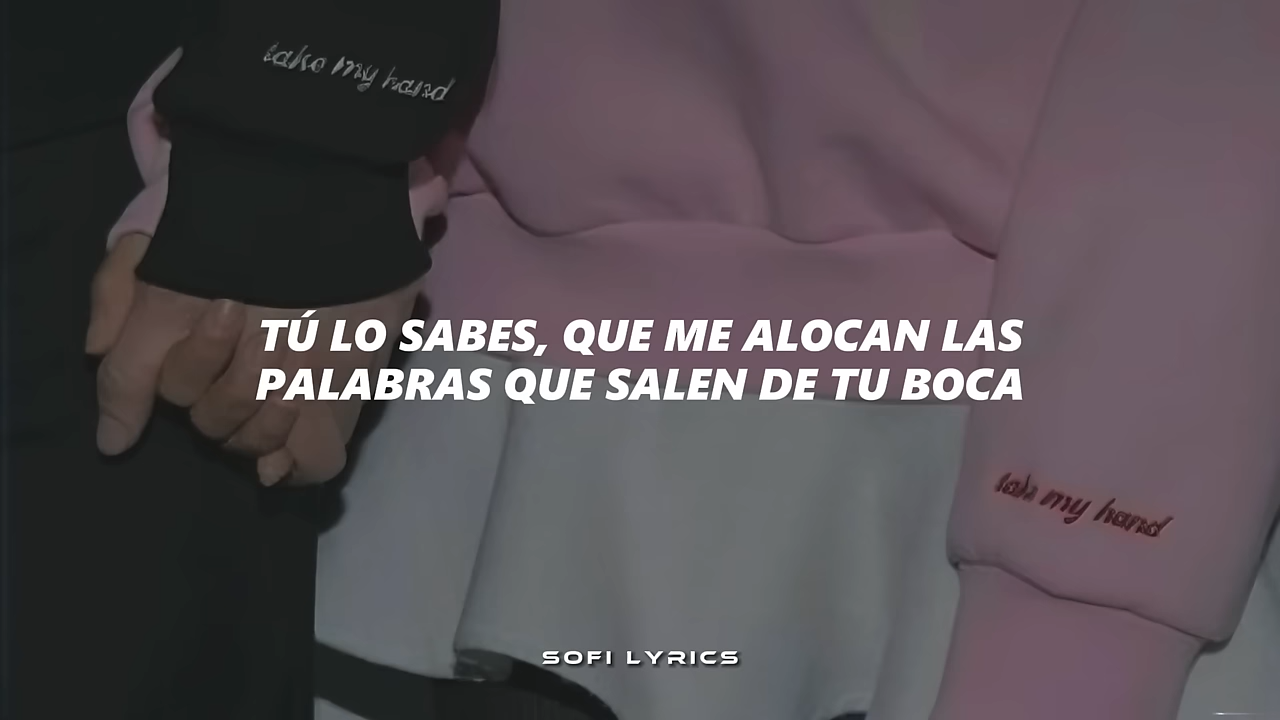 take my hand
TÚ LO SABES, QUE ME ALOCAN LAS
PALABRAS QUE SALEN DE TU BOCA
my hand
SOFI LYRICS